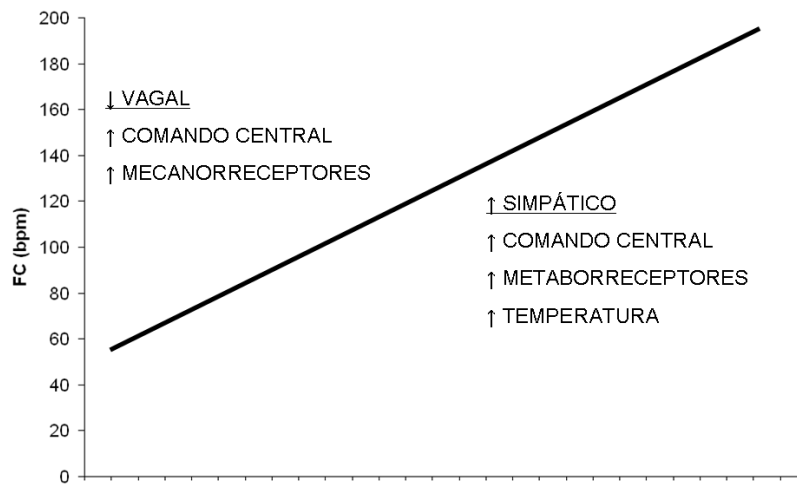 200
180
160
140
120
100
80
60
40
20
0
FC (bpm)
↓ VAGAL
↑ COMANDO CENTRAL
↑ MECANORRECEPTORES
↑ SIMPÁTICO
↑ COMANDO CENTRAL
↑ METABORRECEPTORES
↑ TEMPERATURA